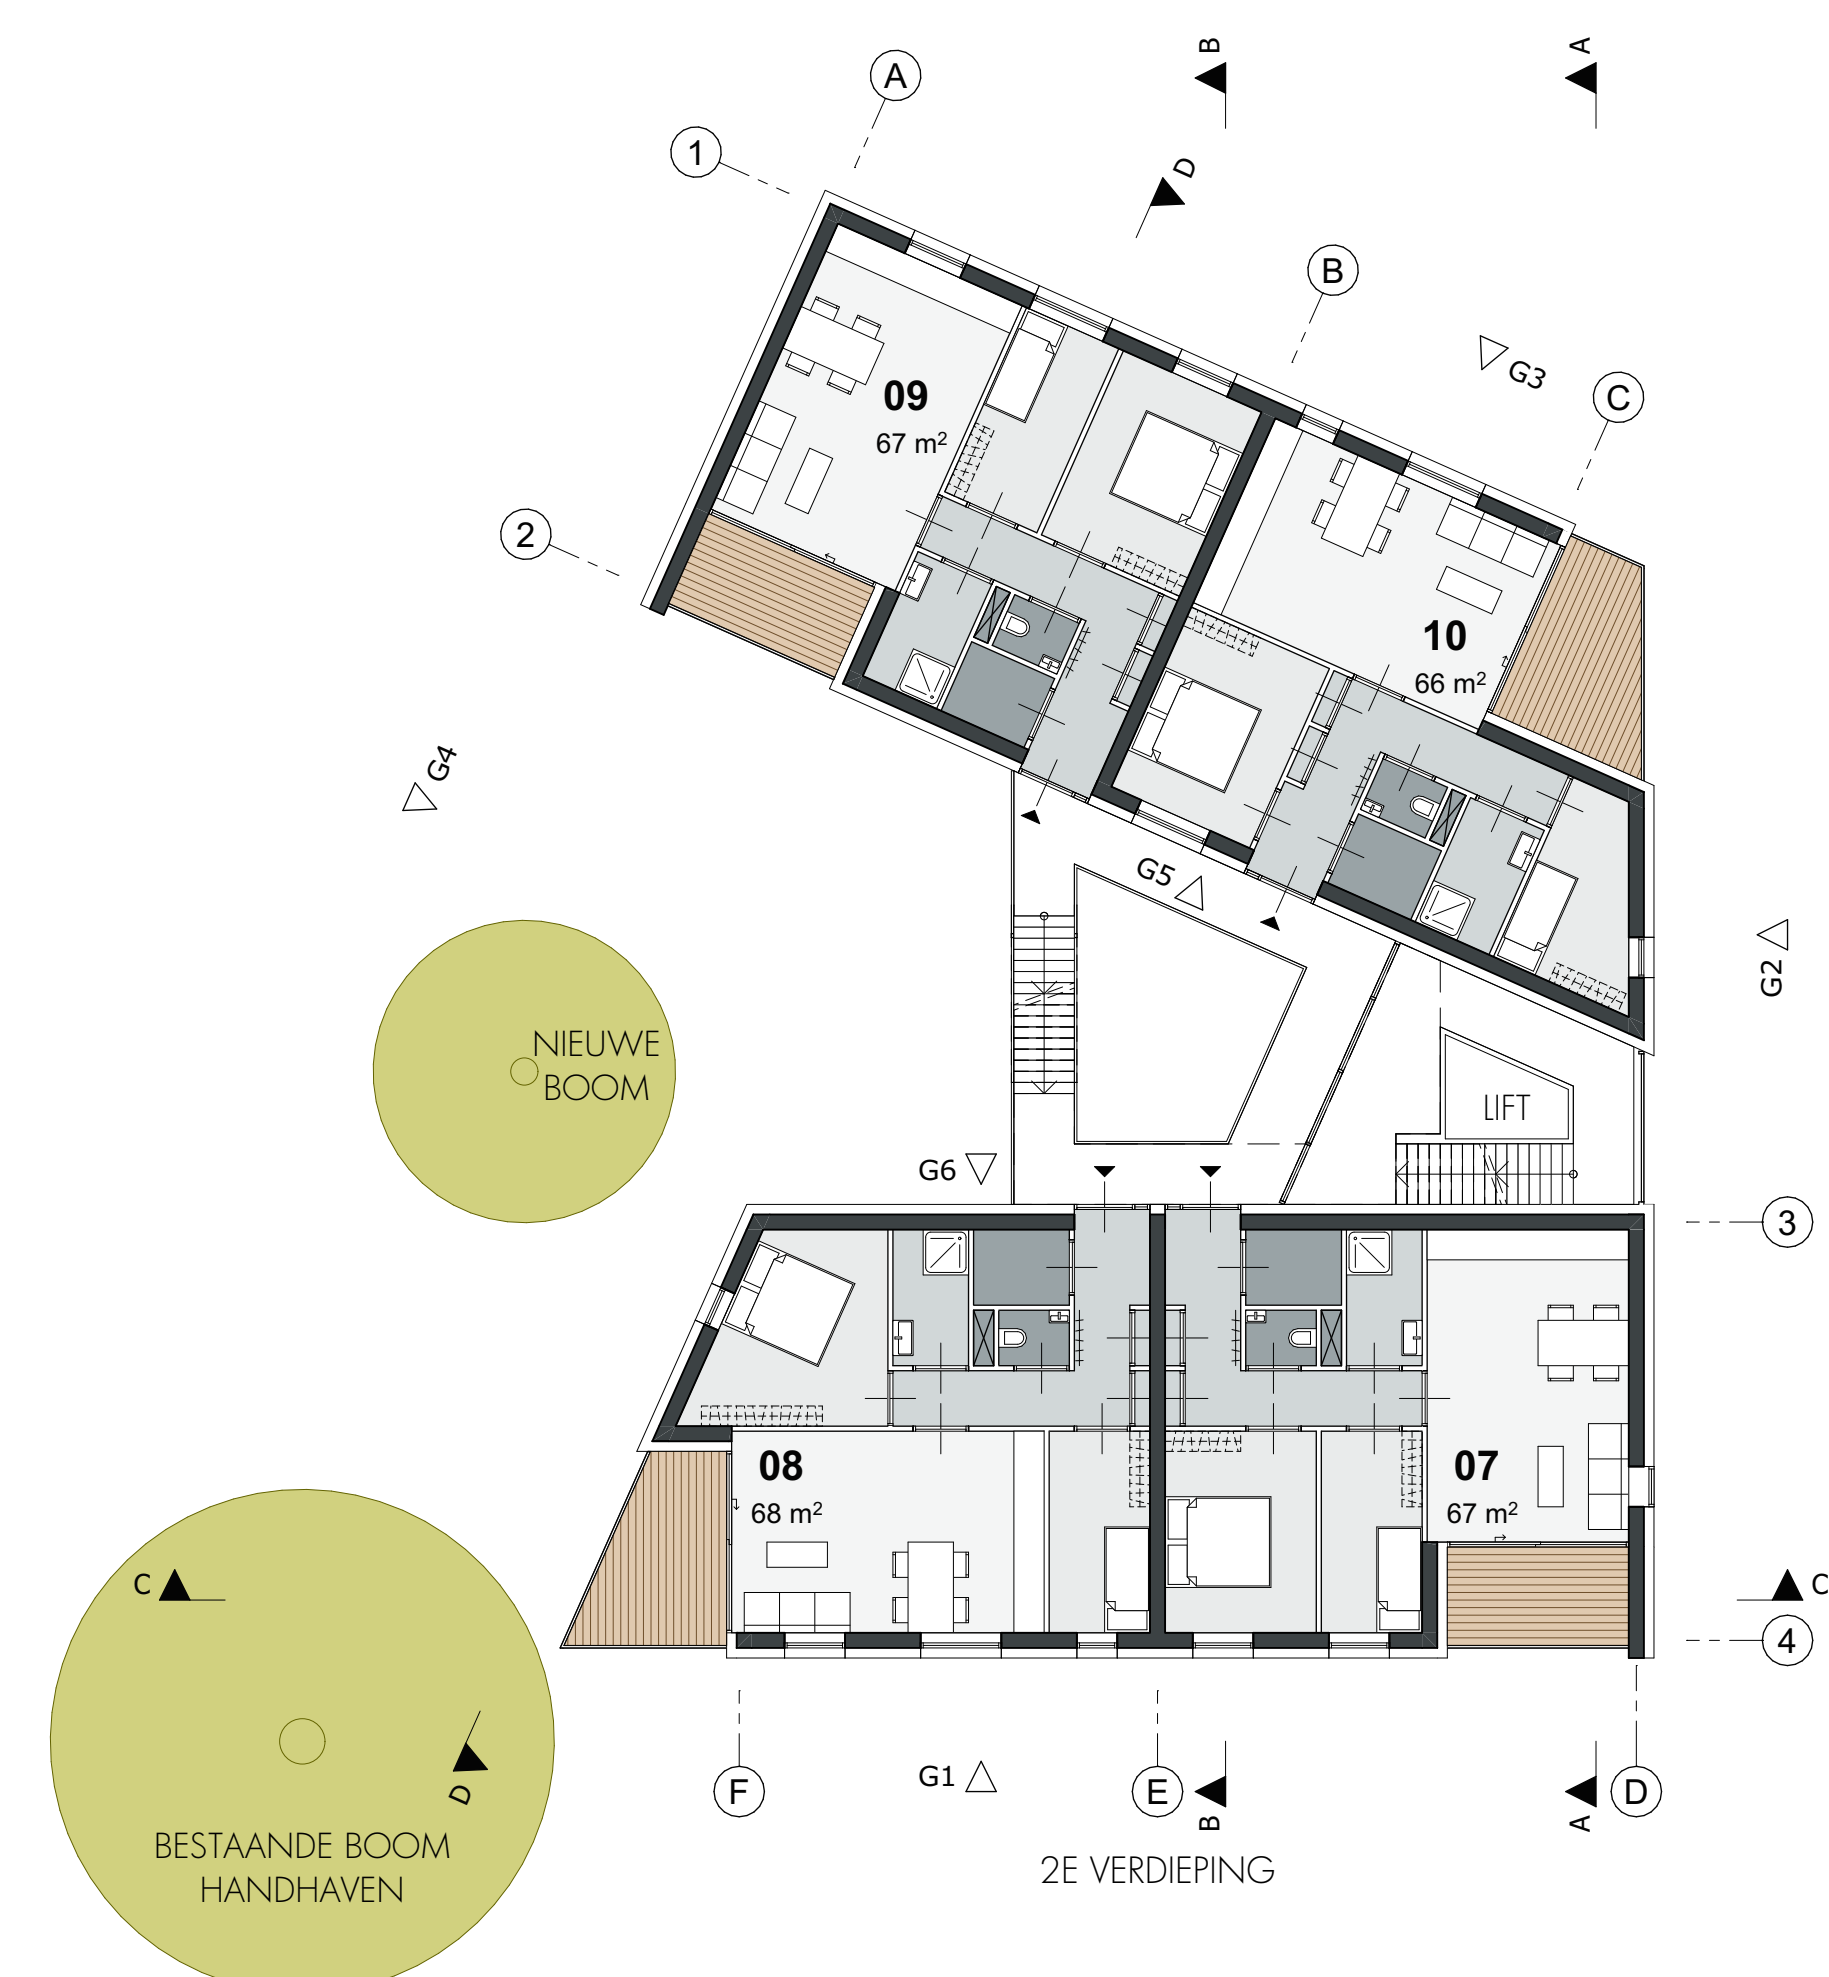 B
A
A
1
D
B
G3
C
09
67 m²
2
10
66 m²
G4
G5
G2
NIEUWE
BOOM
LIFT
G6
3
08
68 m²
07
67 m²
C
C
4
D
G1
F
E
B
A
D
BESTAANDE BOOM
HANDHAVEN
2E VERDIEPING